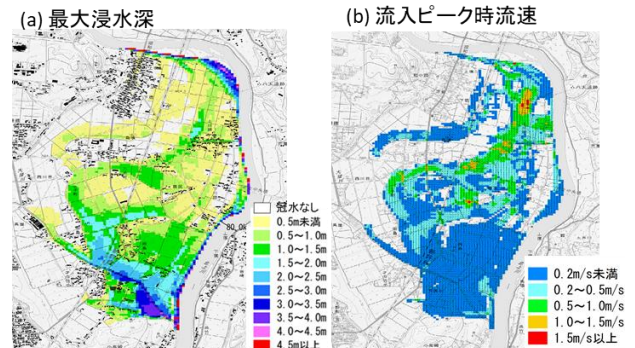 (a) 最大浸水深
(b) 流入ピーク時流速
冠水なし
0.5m未満
0.5～1.0m
1.0～1.5m
1.5～2.0m
2.0～2.5m
2.5～3.0m
3.0～3.5m
3.5～4.0m
4.0～4.5m
4.5m以上
80.0k
0.2m/s未満
0.2～0.5m/s
0.5～1.0m/s
1.0～1.5m/s
1.5m/s以上